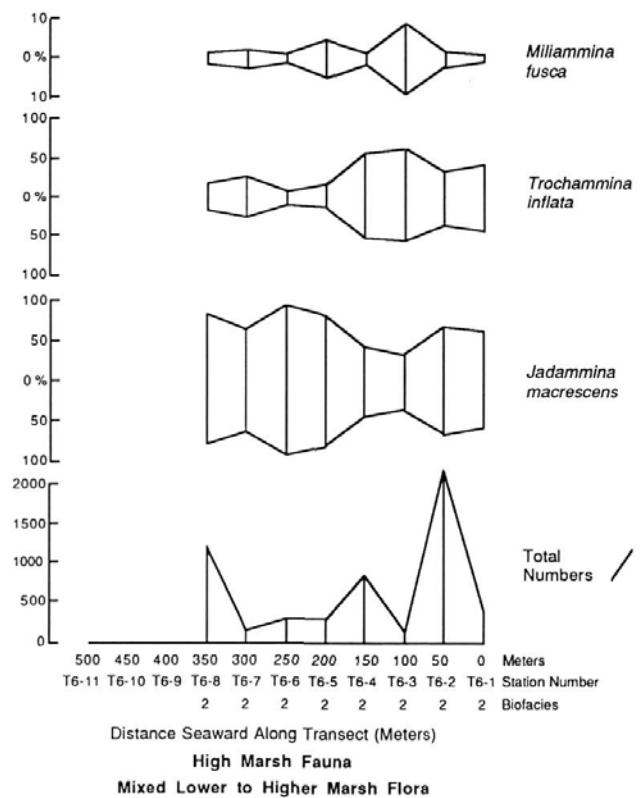 10
0 %
10
Miliammina
fusca
100
50
0 %
50
100
Trochammina
inflata
100
50
0 %
50
100
Jadammina
macrescens
2000
1500
1000
500
0
Total
Numbers
500 450 400 350 300 250 200 150 100 50 0 Meters
T6-11 T6-10 T6-9 T6-8 T6-7 T6-6 T6-5 T6-4 T6-3 T6-2 T6-1 Station Number
2 2 2 2 2 2 2 2 Biofacies
Distance Seaward Along Transect (Meters)
High Marsh Fauna
Mixed Lower to Higher Marsh Flora